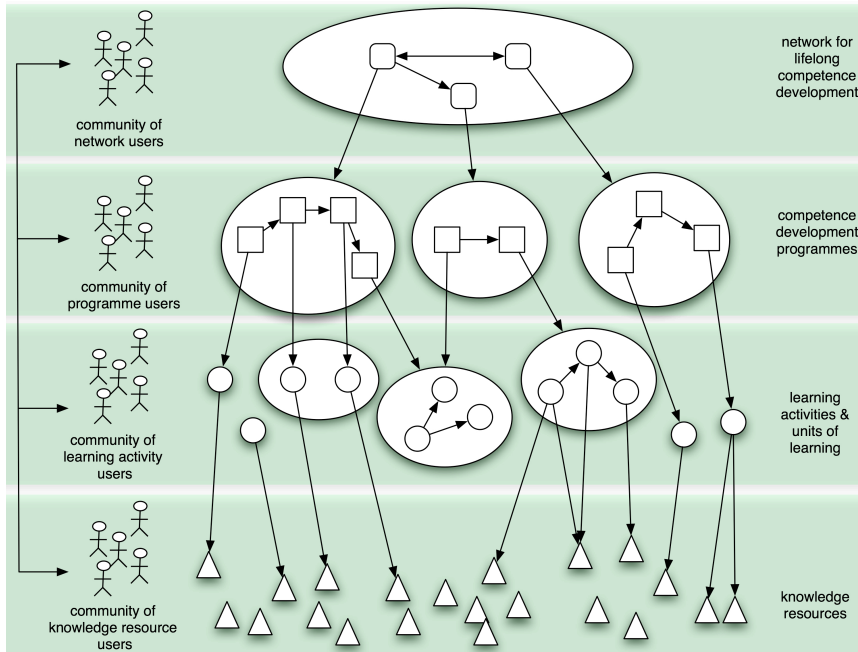 network for
lifelong
competence
development
community of
network users
competence
development
programmes
community of
programme users
learning
activities &
units of
learning
community of
learning activity
users
knowledge
resources
community of
knowledge resource
users